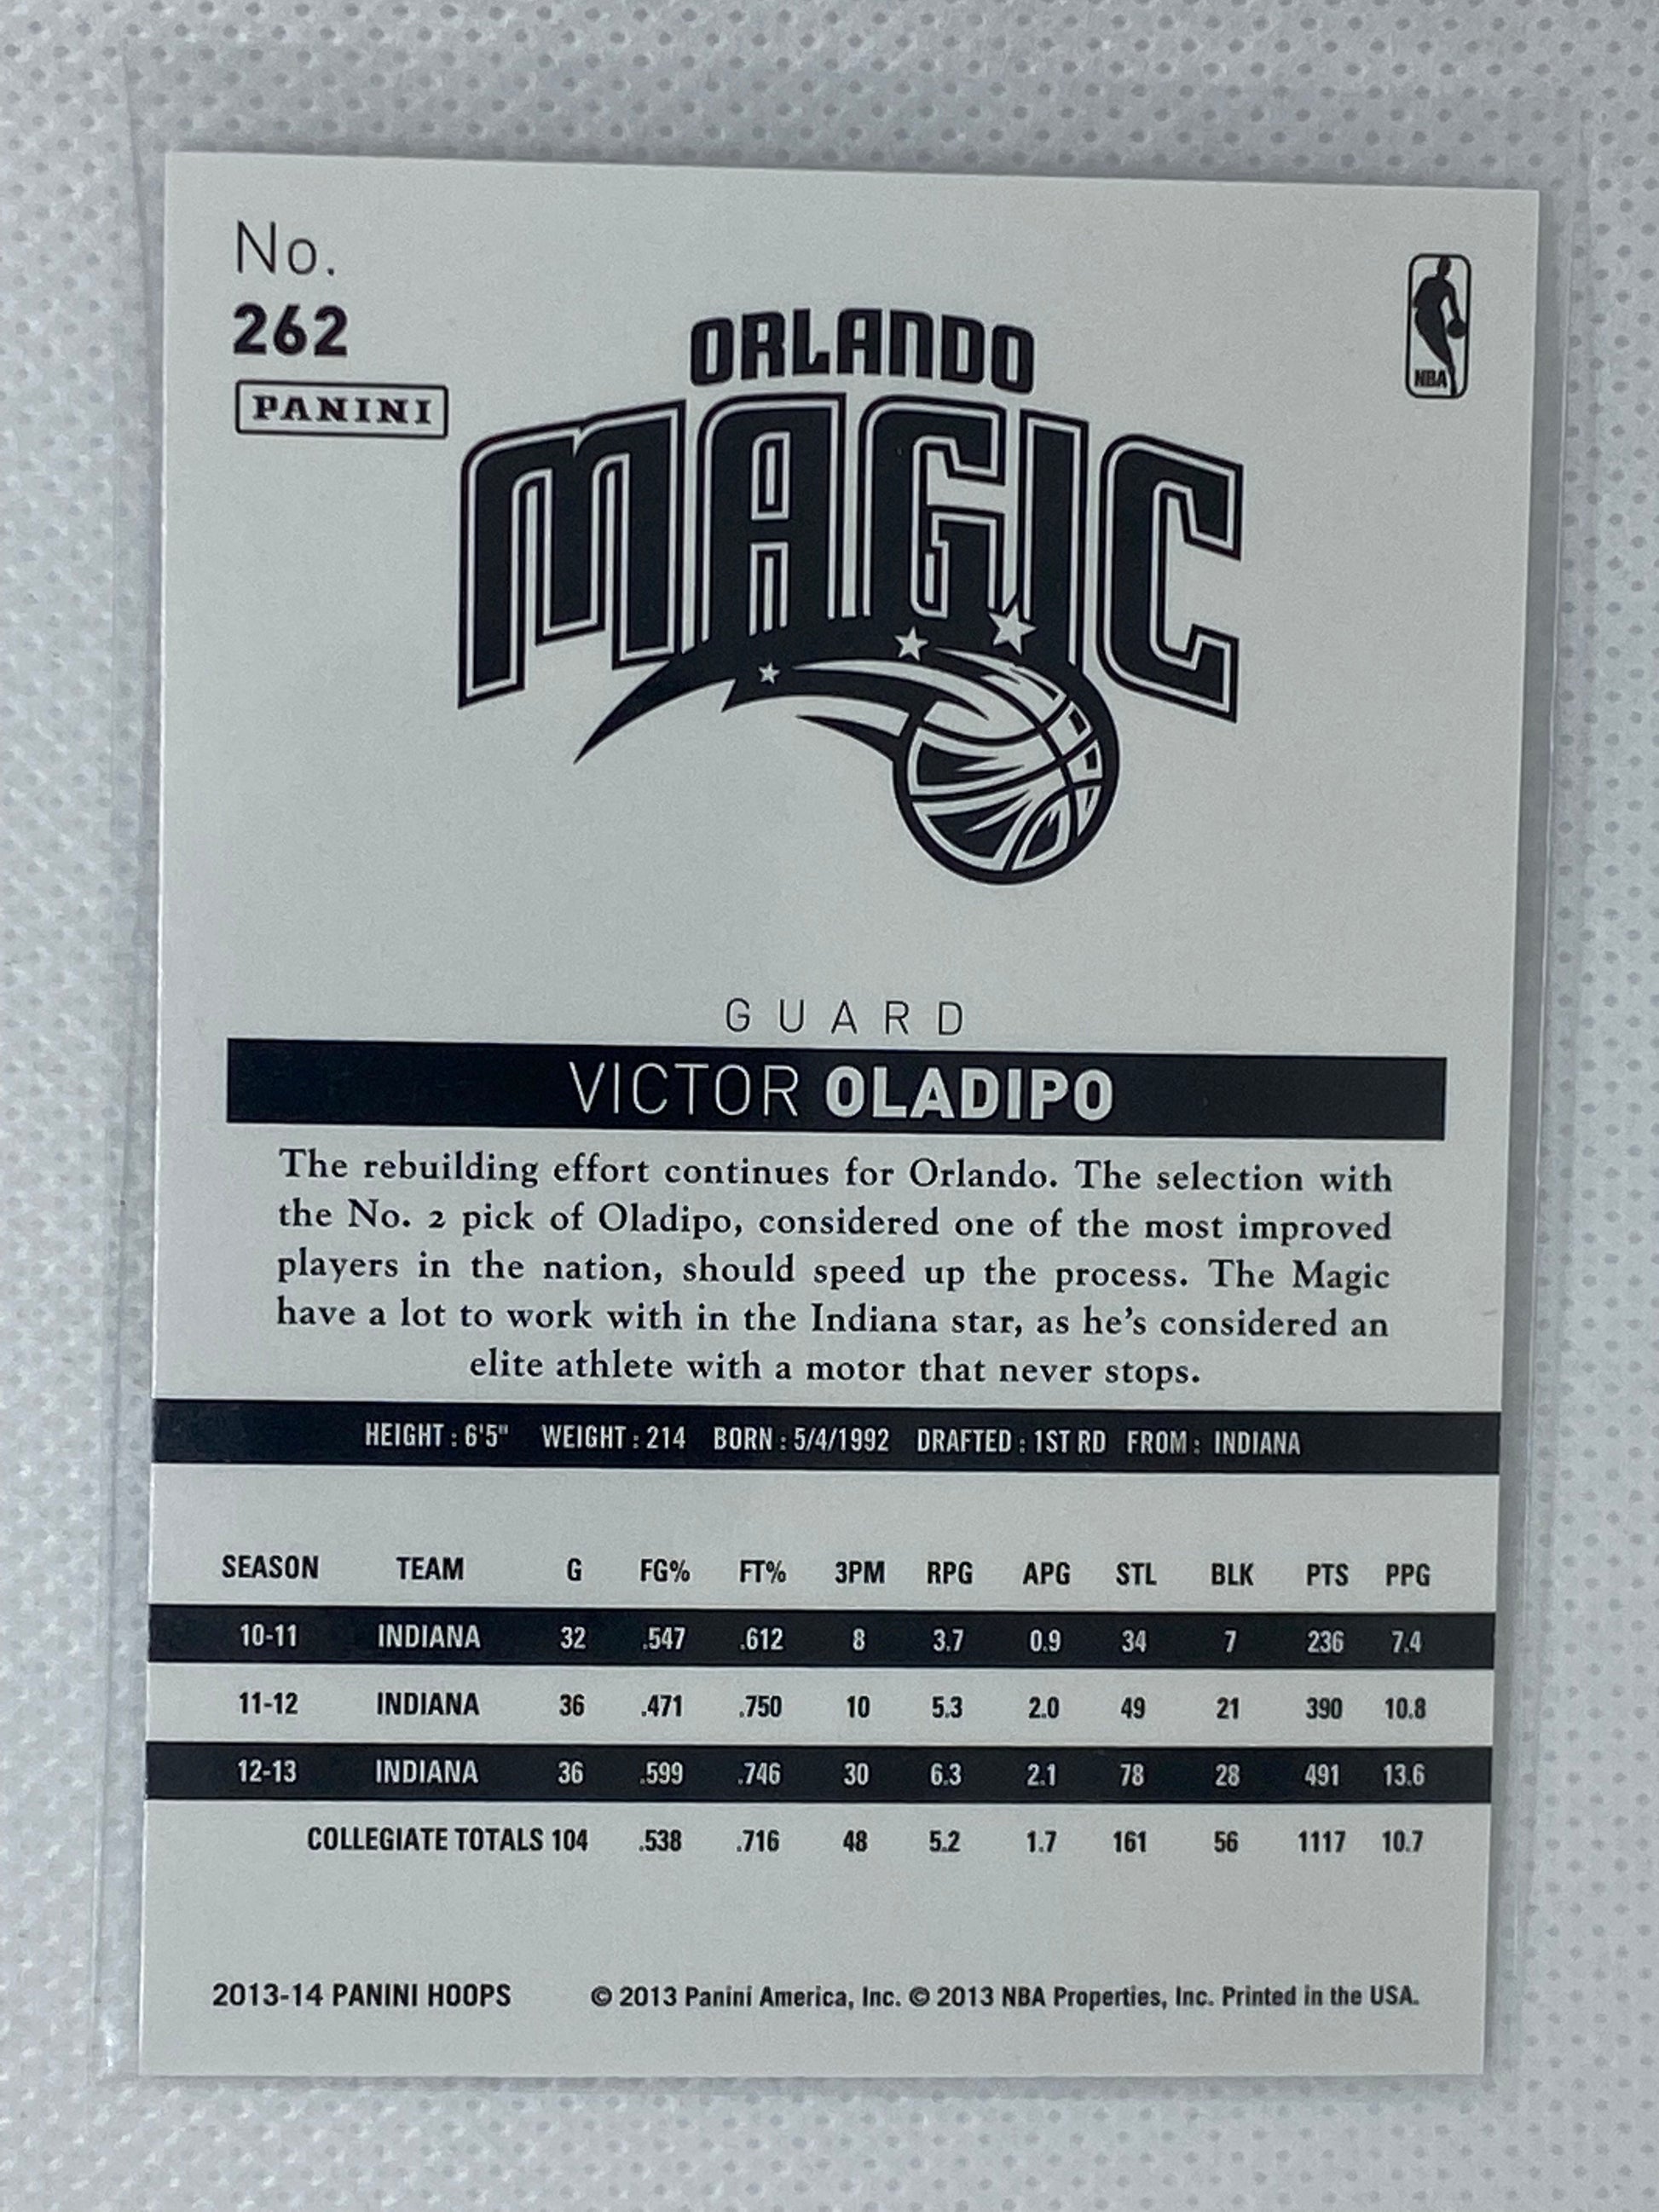 No.
262
PANINI
NBA
ORLANDO
MAGIC
GUARD
VICTOR OLADIPO
The rebuilding effort continues for Orlando. The selection with
the No. 2 pick of Oladipo, considered one of the most improved
players in the nation, should speed up the process. The Magic
have a lot to work with in the Indiana star, as he's considered an
elite athlete with a motor that never stops.
HEIGHT : 6'5" WEIGHT : 214 BORN : 5/4/1992 DRAFTED : 1ST RD FROM : INDIANA
SEASON TEAM G FG% FT% 3PM RPG APG STL BLK PTS PPG
10-11 INDIANA 32 .547 .612 8 3.7 0.9 34 7 236 7.4
11-12 INDIANA 36 .471 .750 10 5.3 2.0 49 21 390 10.8
12-13 INDIANA 36 .599 .746 30 6.3 2.1 78 28 491 13.6
COLLEGIATE TOTALS 104 .538 .716 48 5.2 1.7 161 56 1117 10.7
2013-14 PANINI HOOPS © 2013 Panini America, Inc. © 2013 NBA Properties, Inc. Printed in the USA.